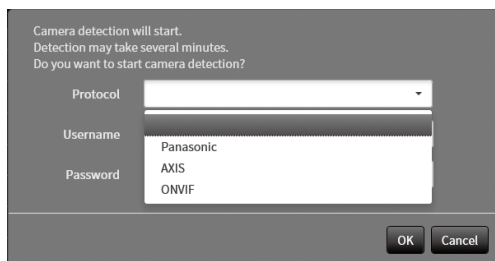 Camera detection will start.
Detection may take several minutes.
Do you want to start camera detection?
Protocol
Username
Panasonic
AXIS
Password
ONVIF
OK Cancel